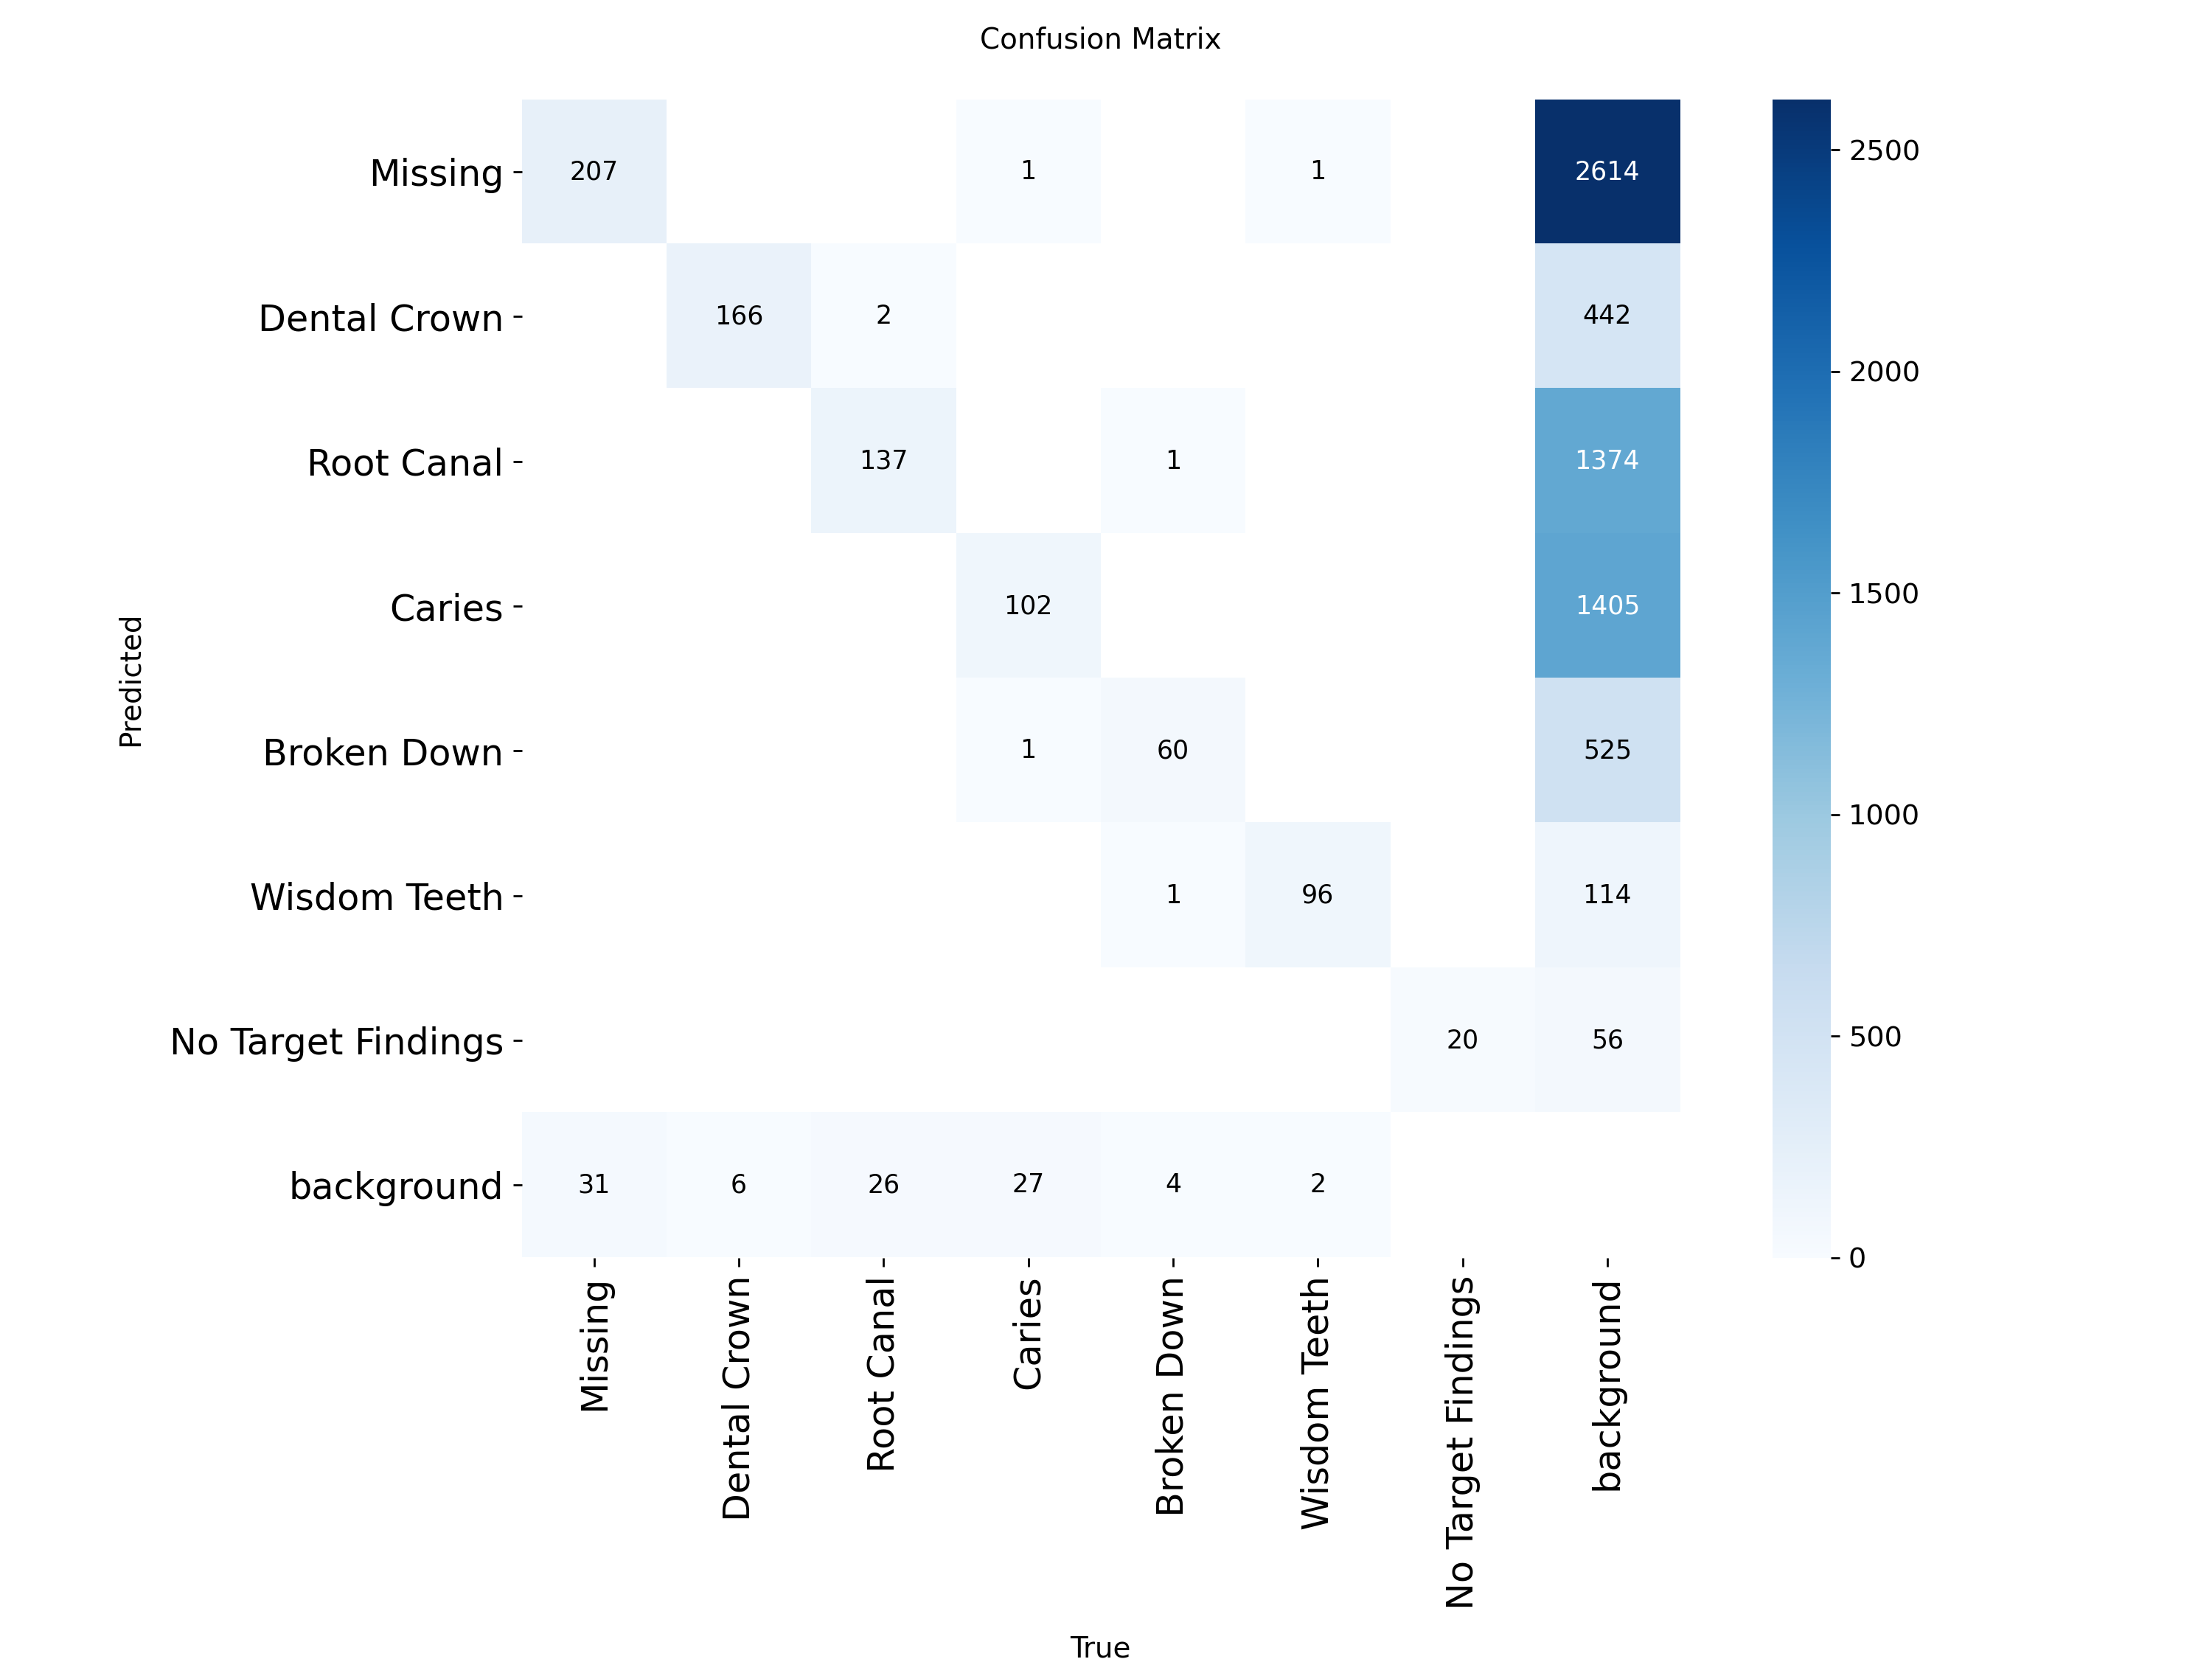 Confusion Matrix
Missing 207 1 1 2614
Dental Crown 166 2 442
Root Canal 137 1 1374
Caries 102 1405
Broken Down 1 60 525
Wisdom Teeth 1 96 114
No Target Findings 20 56
background 31 6 26 27 4 2
Predicted
Missing
Dental Crown
Root Canal
Caries
Broken Down
Wisdom Teeth
No Target Findings
background
True
2500
2000
1500
1000
500
0